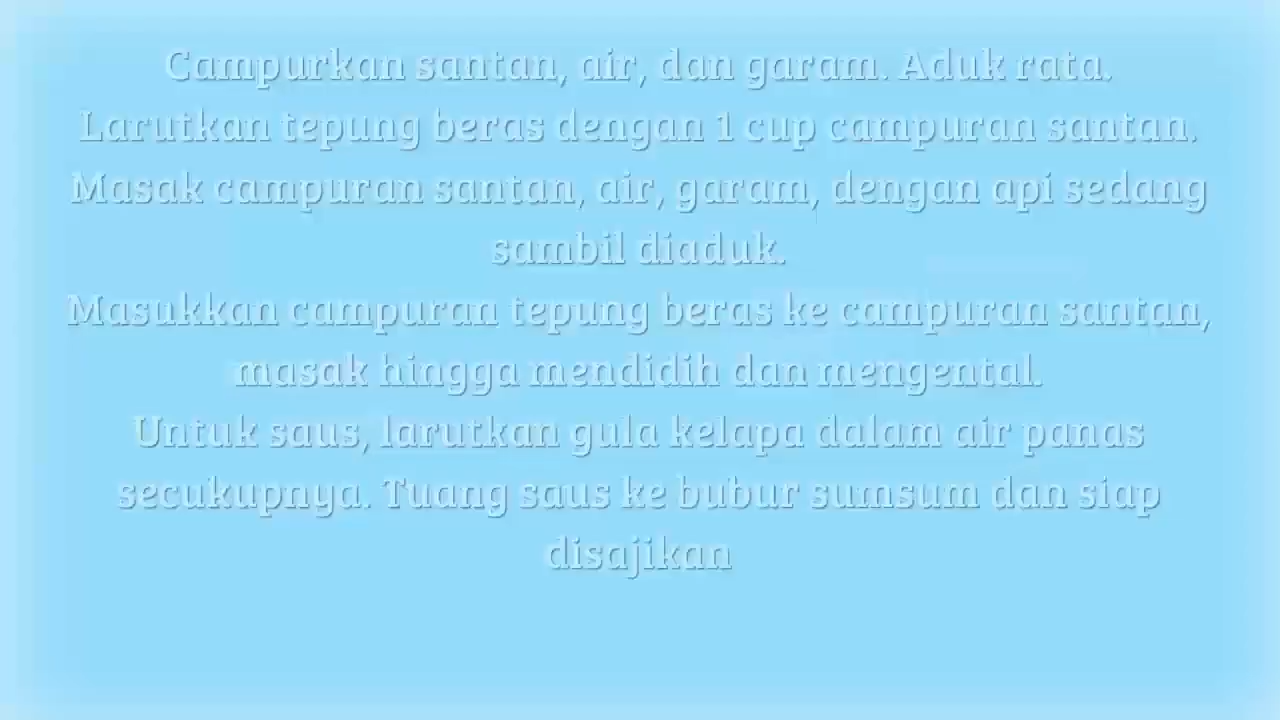 Campurkan santan, air, dan garam. Aduk rata.
Larutkan tepung beras dengan 1 cup campuran santan.
Masak campuran santan, air, garam, dengan api sedang
sambil diaduk.
Masukkan campuran tepung beras ke campuran santan,
masak hingga mendidih dan mengental.
Untuk saus, larutkan gula kelapa dalam air panas
secukupnya. Tuang saus ke bubur sumsum dan siap
disajikan